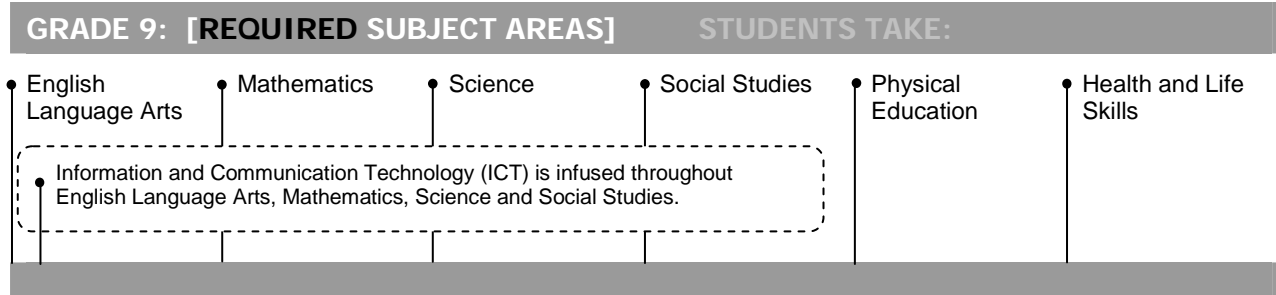 GRADE 9: [REQUIRED SUBJECT AREAS] STUDENTS TAKE:
English
Language Arts
Mathematics
Science
Social Studies
Physical
Education
Health and Life
Skills
Information and Communication Technology (ICT) is infused throughout
English Language Arts, Mathematics, Science and Social Studies.